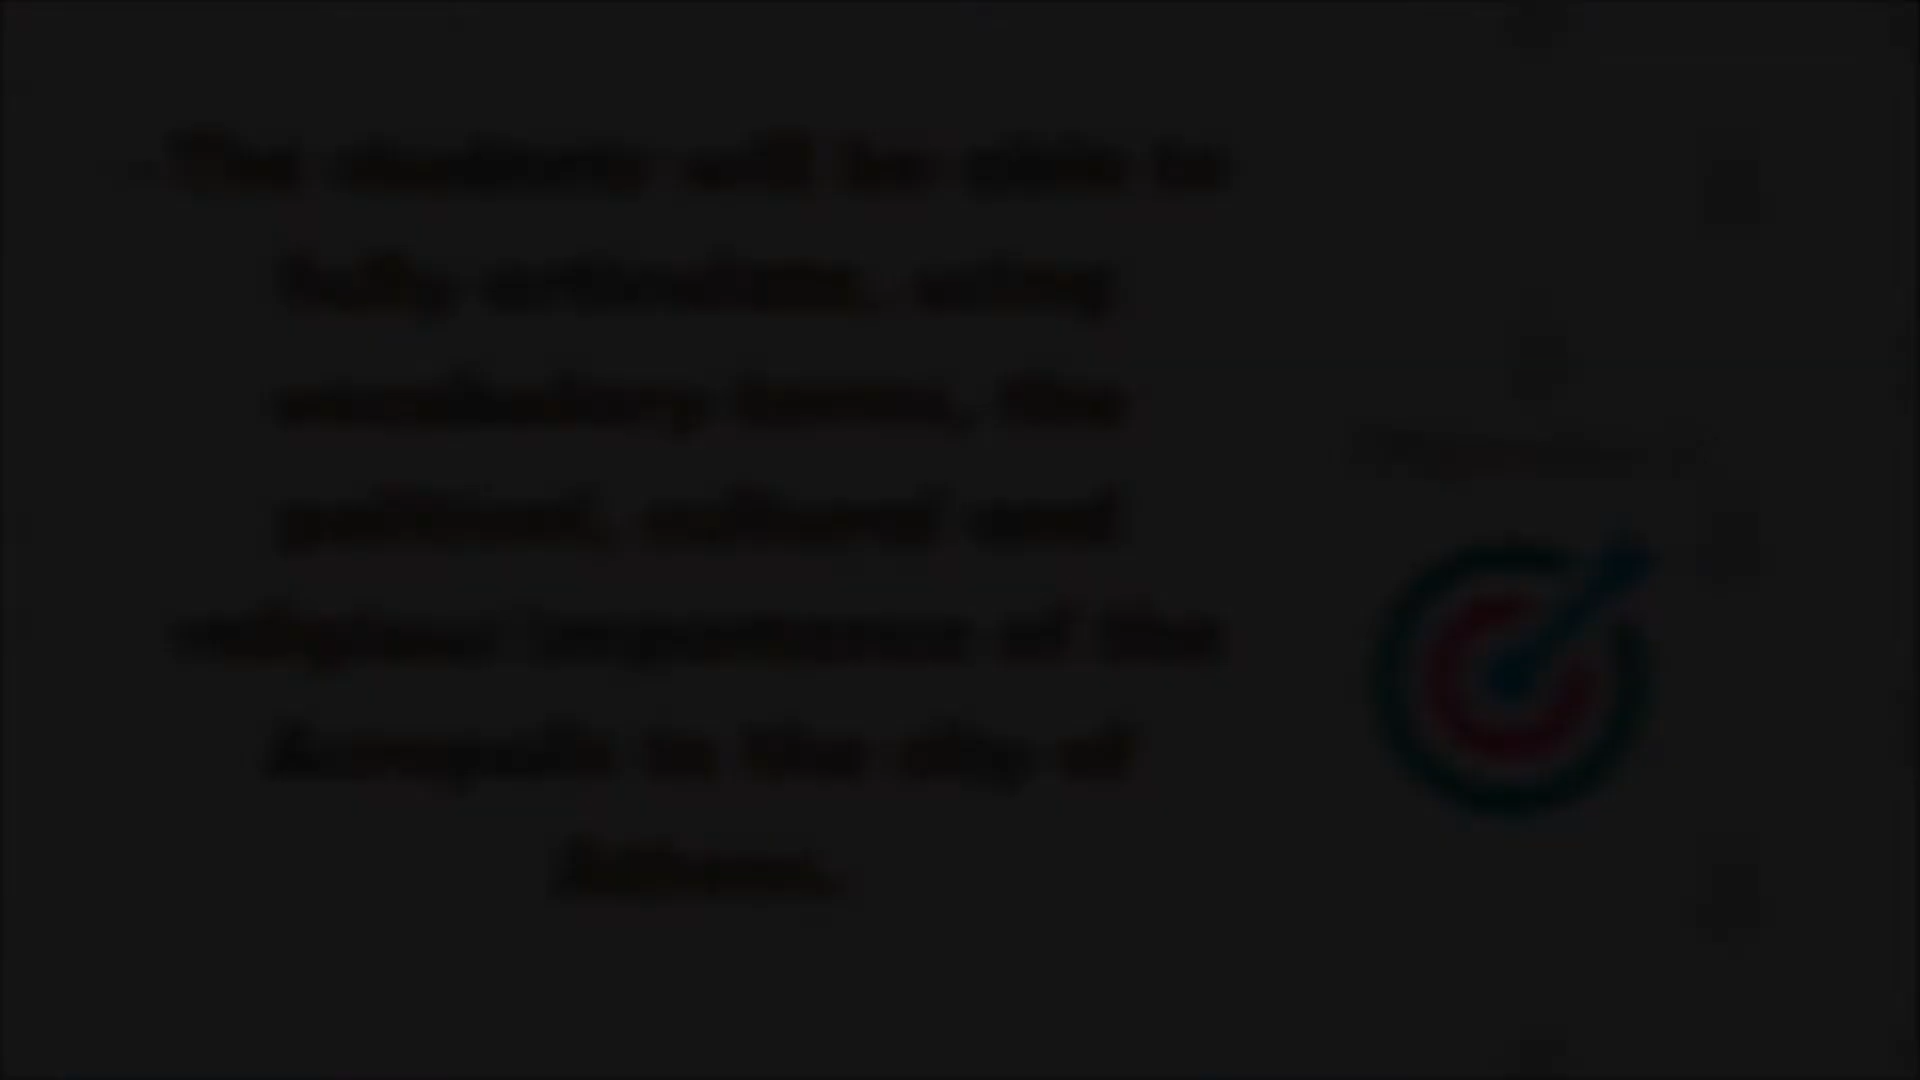 The students will be able to
fully articulate, using
vocabulary terms, the
political, cultural and
religious importance of the
Acropolis to the city of
Athens.